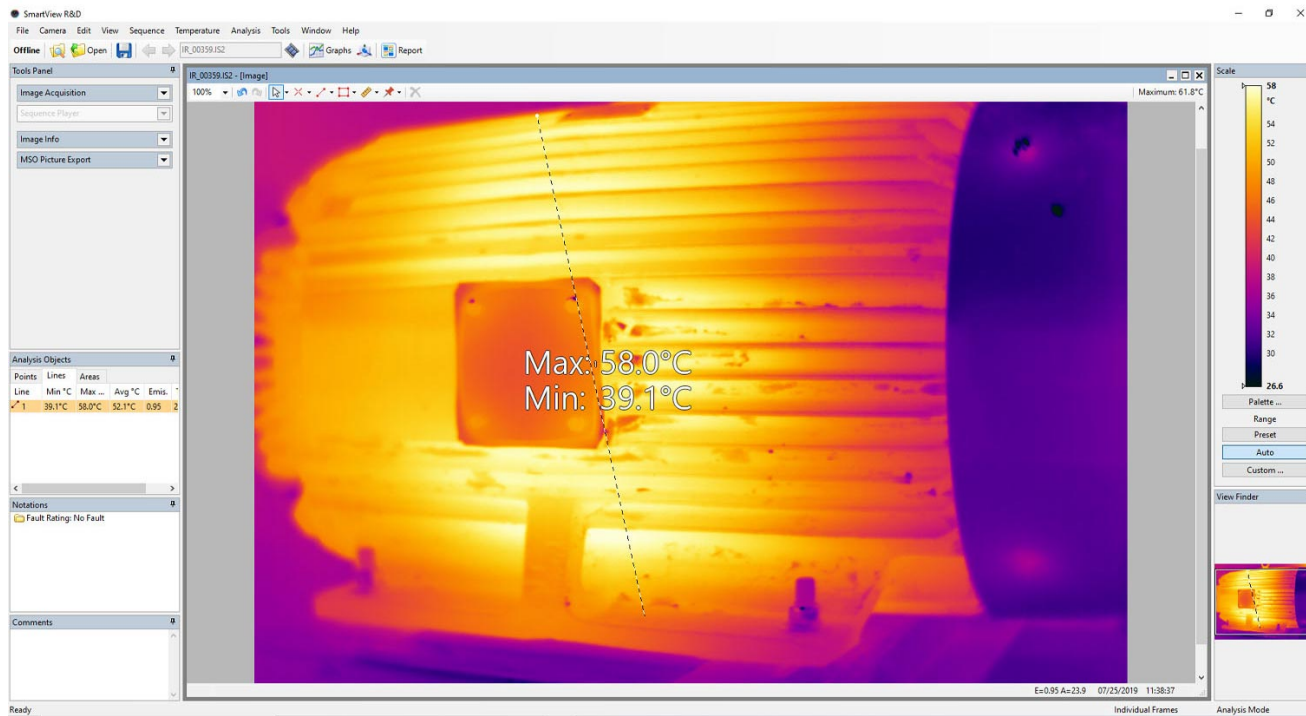 SmartView R&D
File Camera Edit View Sequence Temperature Analysis Tools Window Help
Offline Open IR_00359.IS2 Graphs Report
Tools Panel
Image Acquisition
Sequence Player
Image Info
MSO Picture Export
IR_00359.IS2 - [Image]
100% Maximum: 61.8°C
Max: 58.0°C
Min: 39.1°C
E=0.95 A=23.9 07/25/2019 11:38:37
Analysis Objects
Points Lines Areas
Line Min °C Max ... Avg °C Emis.
1 39.1°C 58.0°C 52.1°C 0.95 2
Notations
Fault Rating: No Fault
Comments
Scale
58
°C
54
52
50
48
46
44
42
40
38
36
34
32
30
26.6
Palette ...
Range
Preset
Auto
Custom ...
View Finder
Ready Individual Frames Analysis Mode